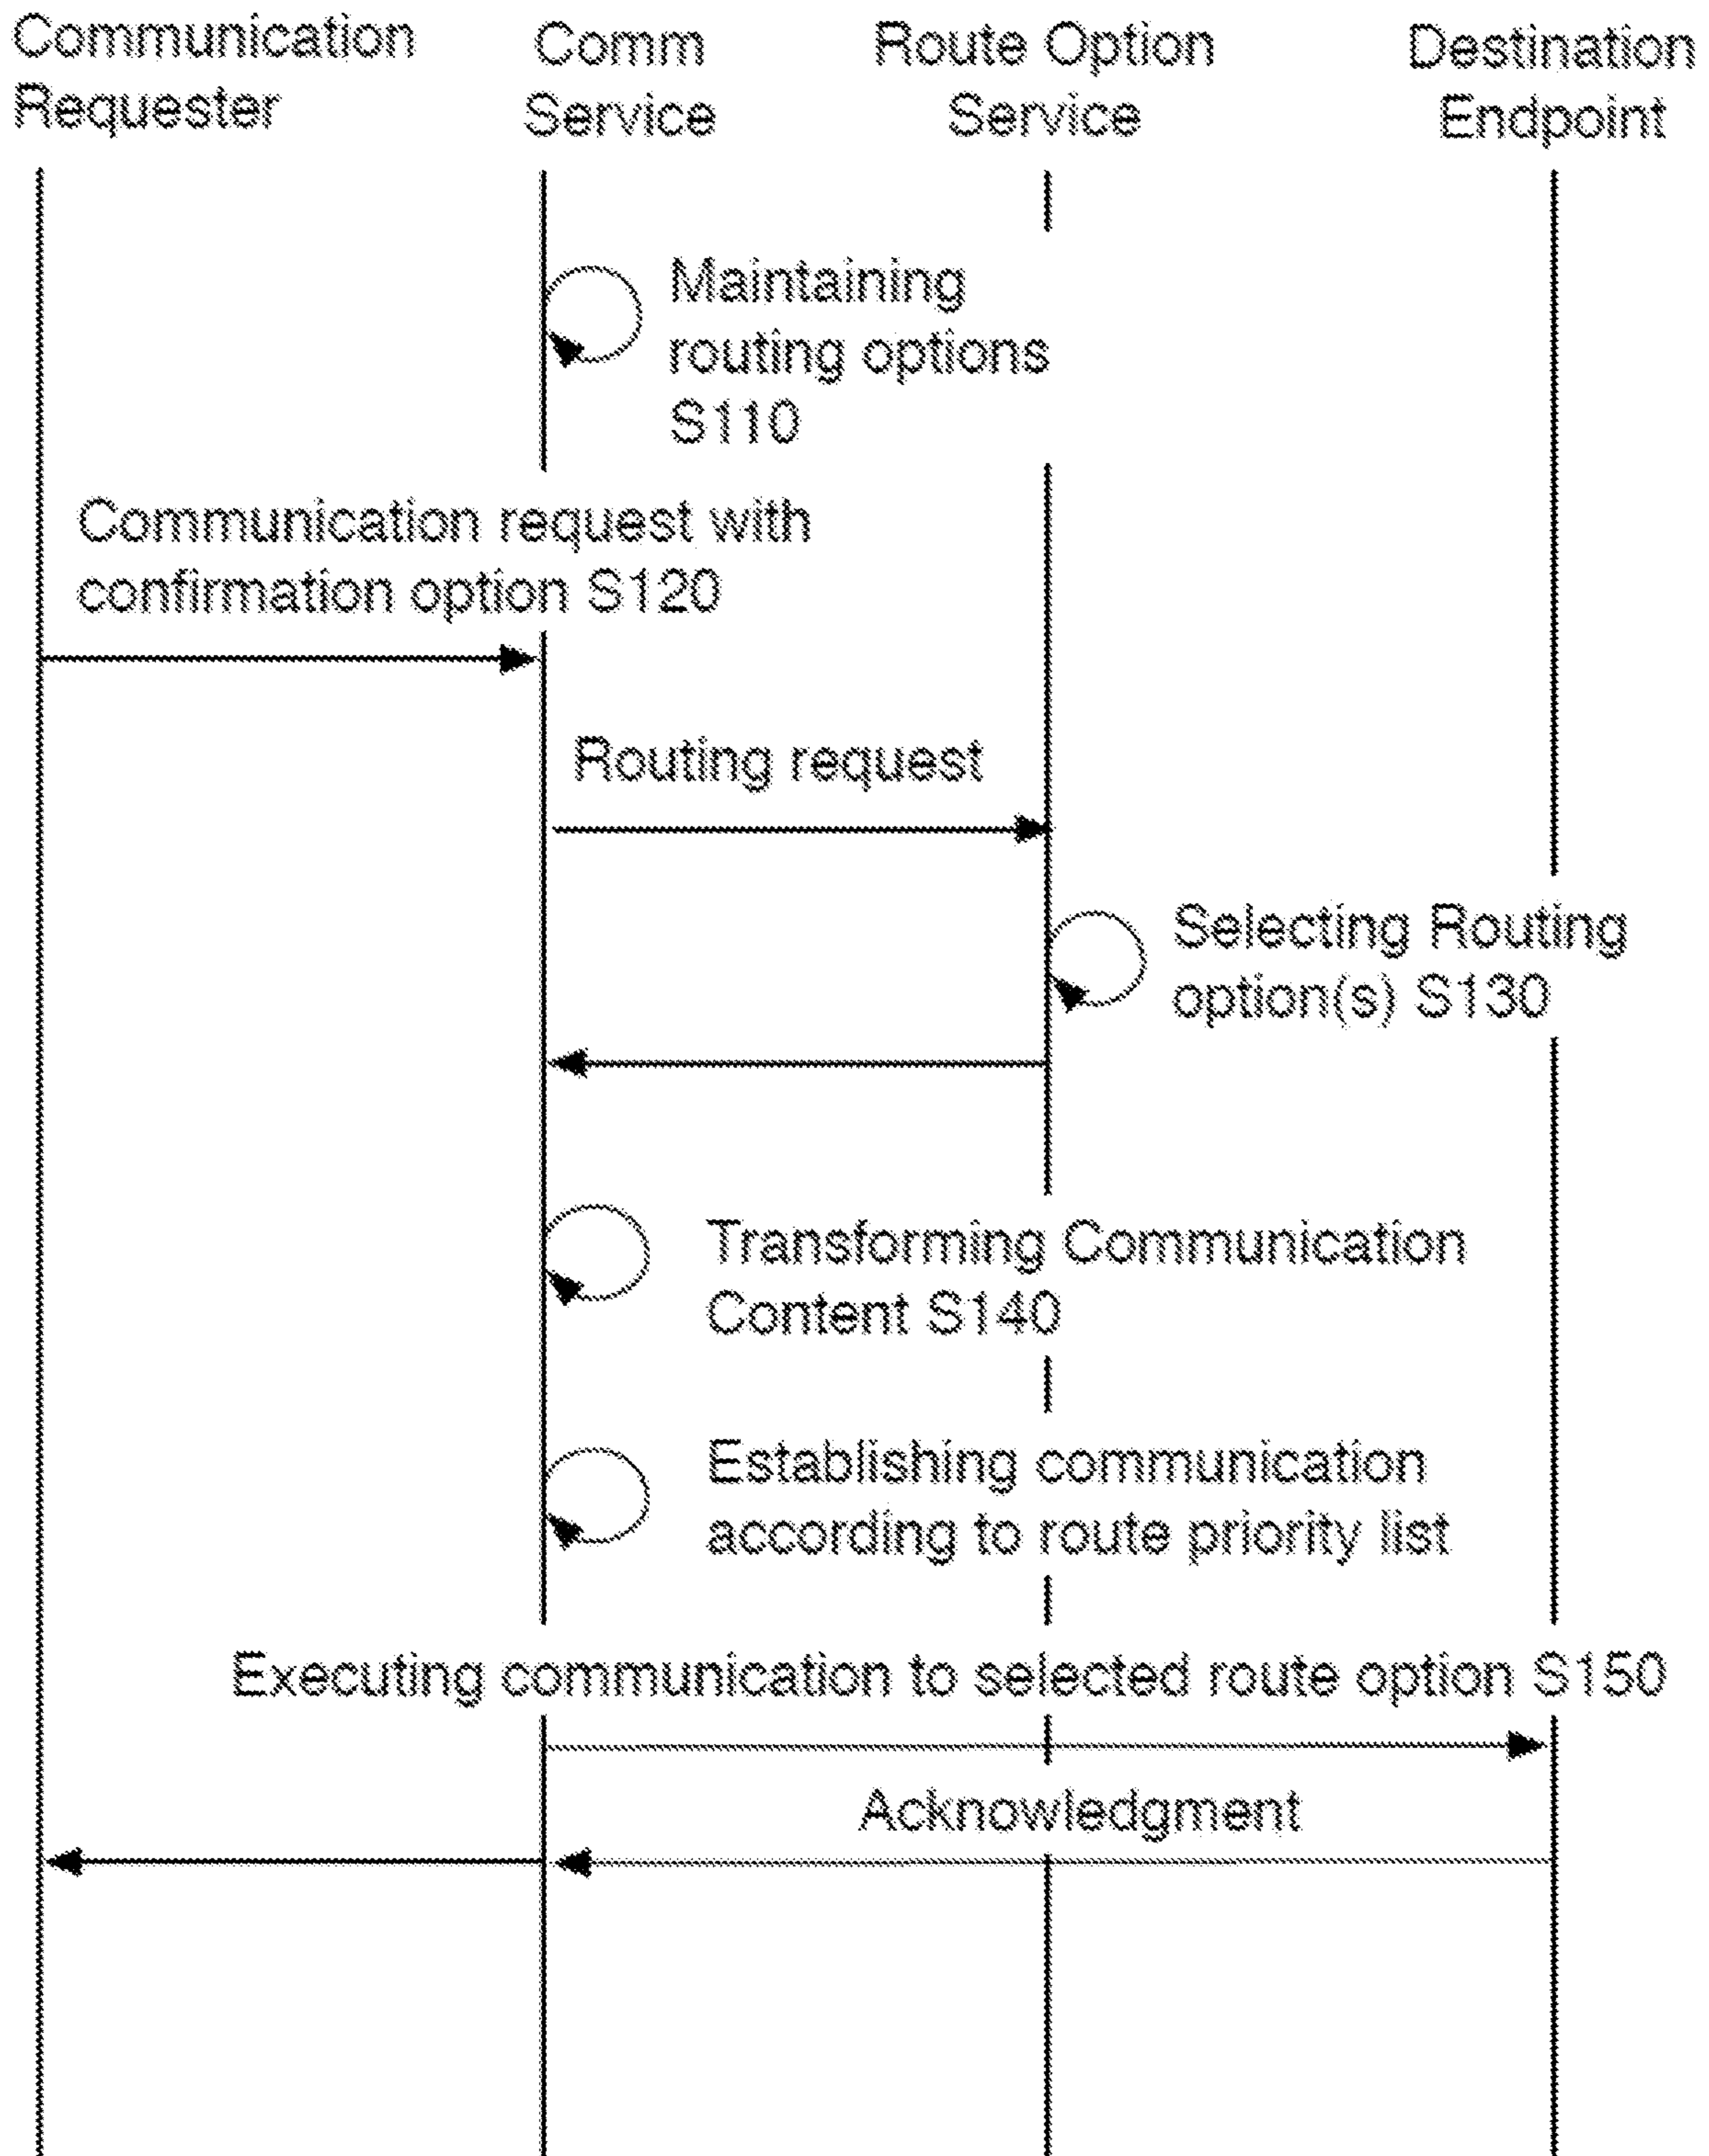 Communication
Requester
Comm
Service
Route Option
Service
Destination
Endpoint
Maintaining
routing options
S110
Communication request with
confirmation option S120
Routing request
Selecting Routing
option(s) S130
Transforming Communication
Content S140
Establishing communication
according to route priority list
Executing communication to selected route option S150
Acknowledgment